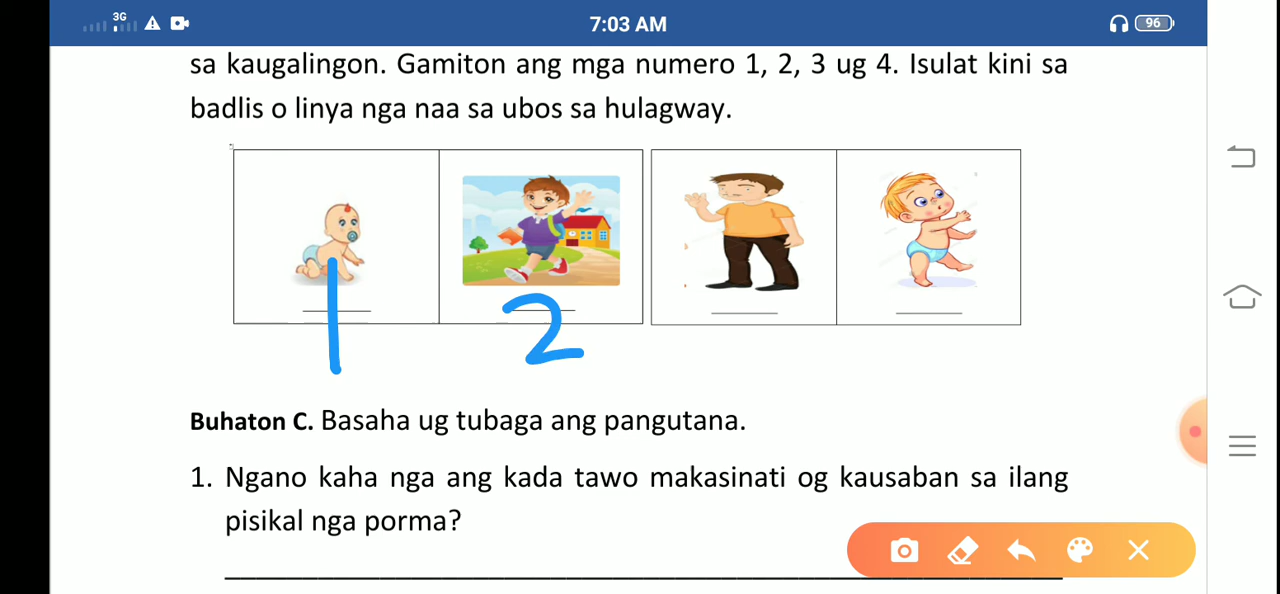 3G
7:03 AM
96
sa kaugalingon. Gamiton ang mga numero 1, 2, 3 ug 4. Isulat kini sa
badlis o linya nga naa sa ubos sa hulagway.
1 2
Buhaton C. Basaha ug tubaga ang pangutana.
1. Ngano kaha nga ang kada tawo makasinati og kausaban sa ilang
pisikal nga porma?